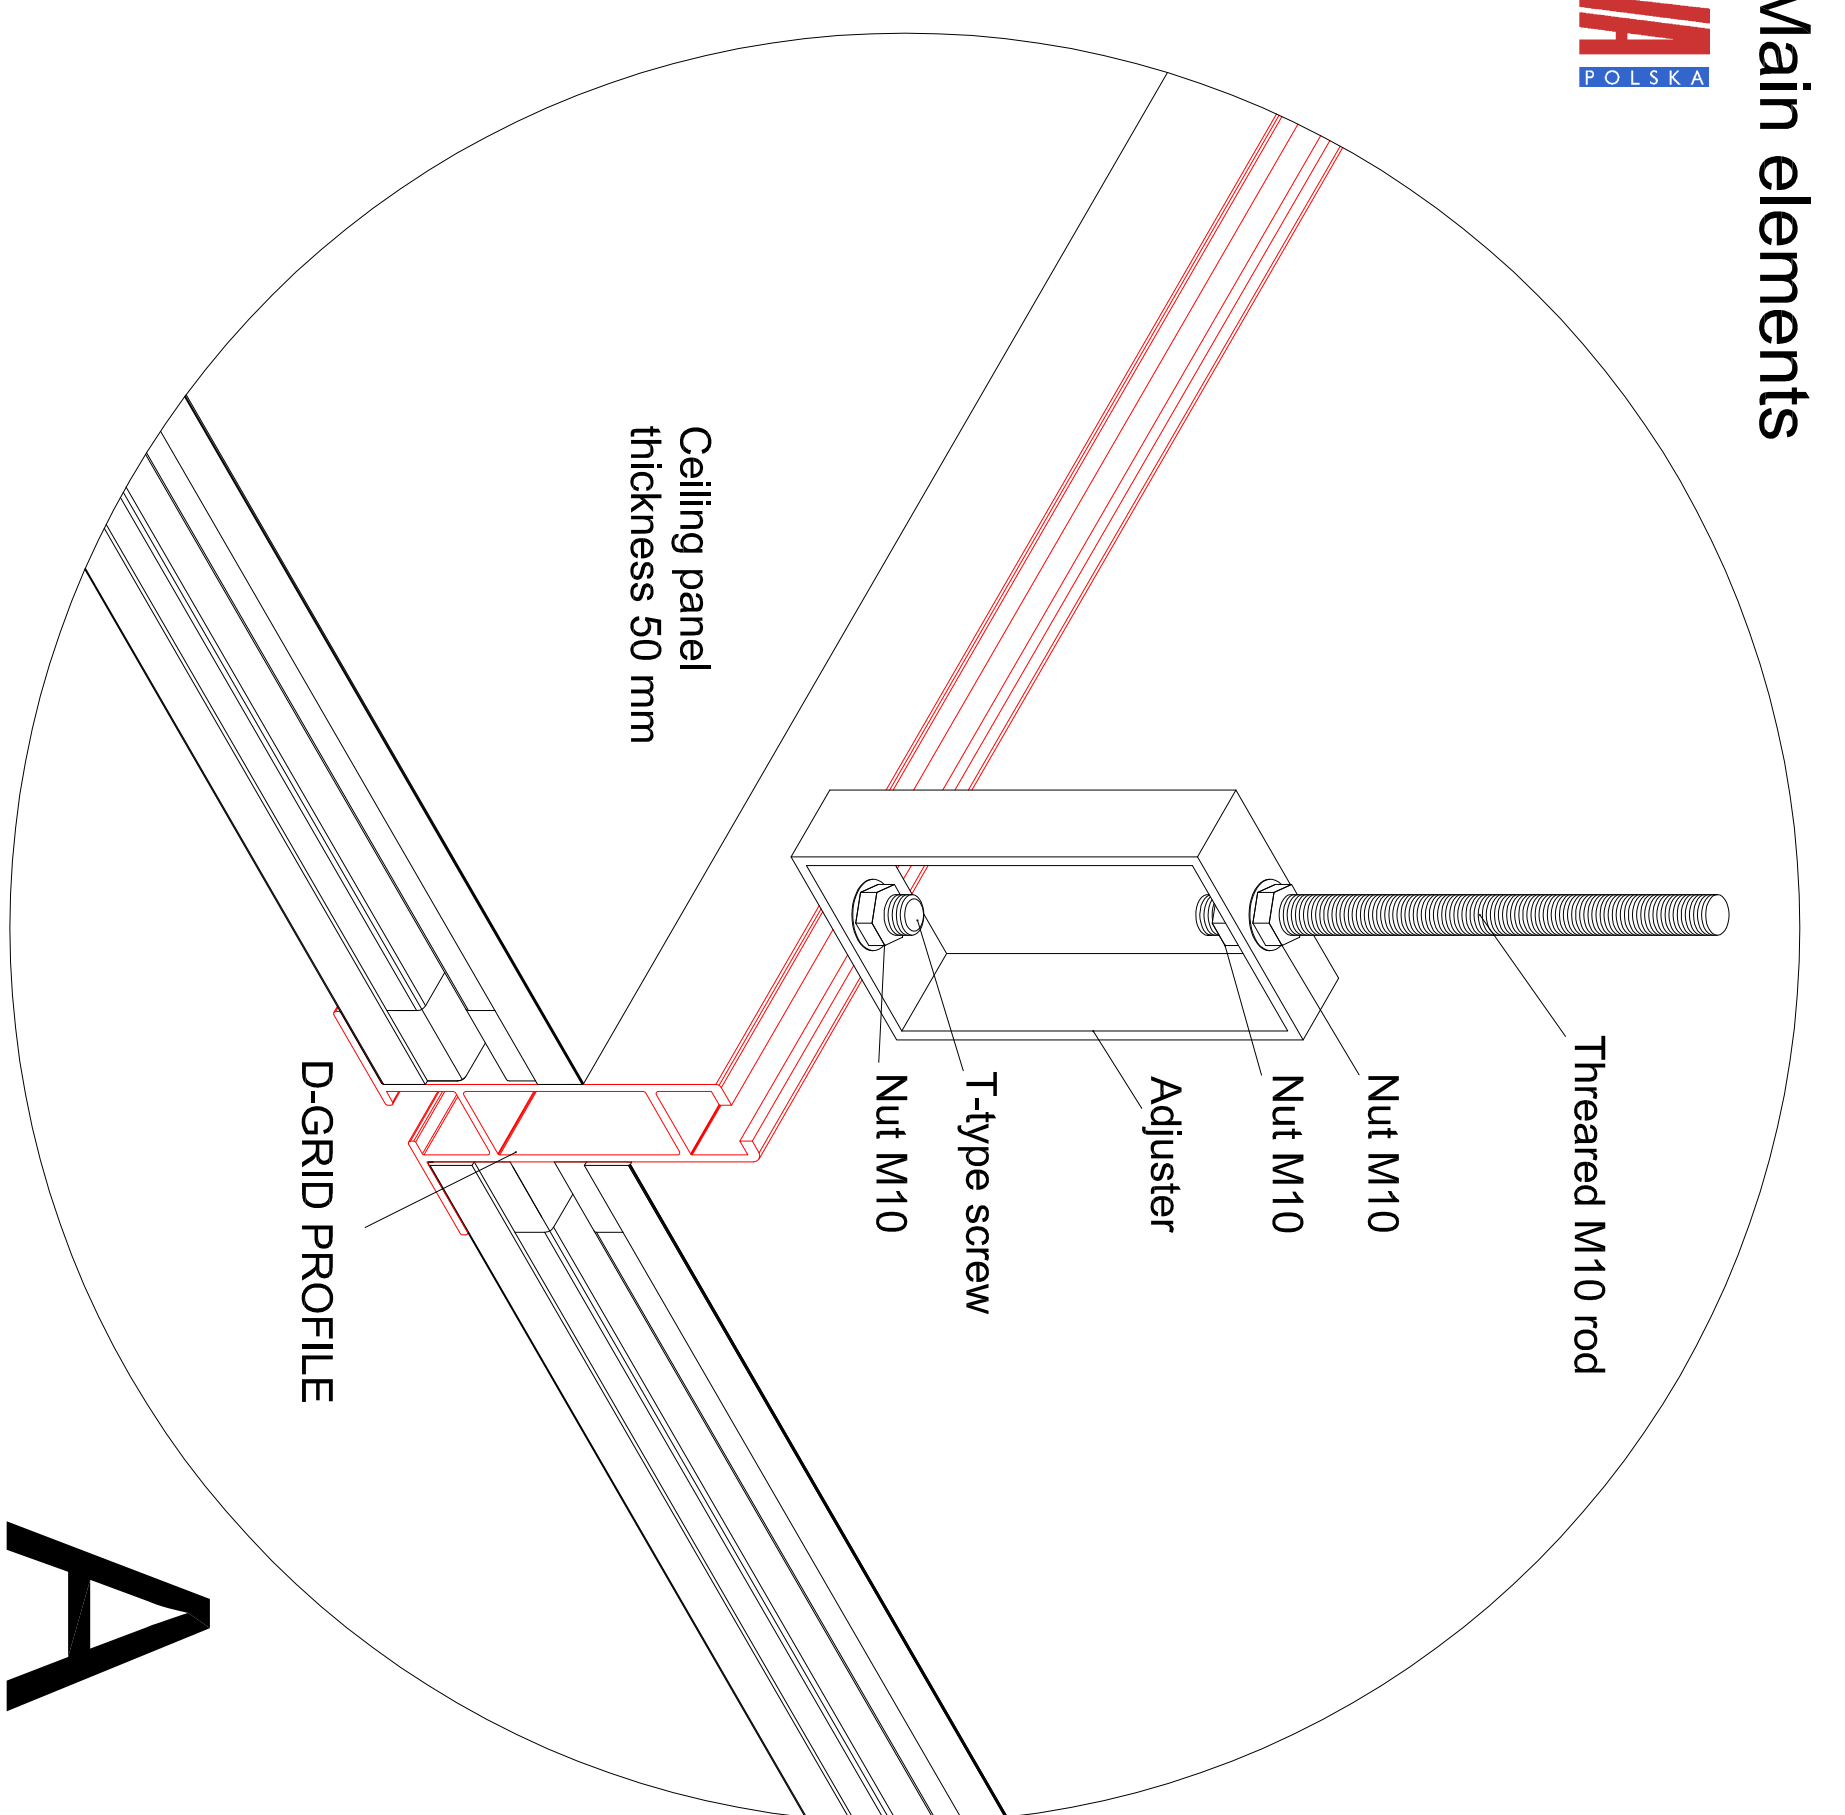 Main elements
POLSKA
Threared M10 rod
Nut M10
Nut M10
Adjuster
T-type screw
Nut M10
Ceiling panel
thickness 50 mm
D-GRID PROFILE
A